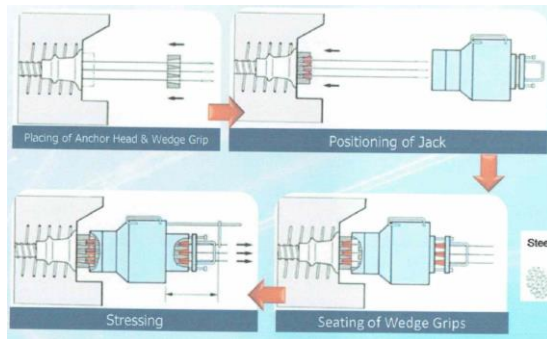 Placing of Anchor Head & Wedge Grip
Positioning of Jack
Stee
Stressing
Seating of Wedge Grips